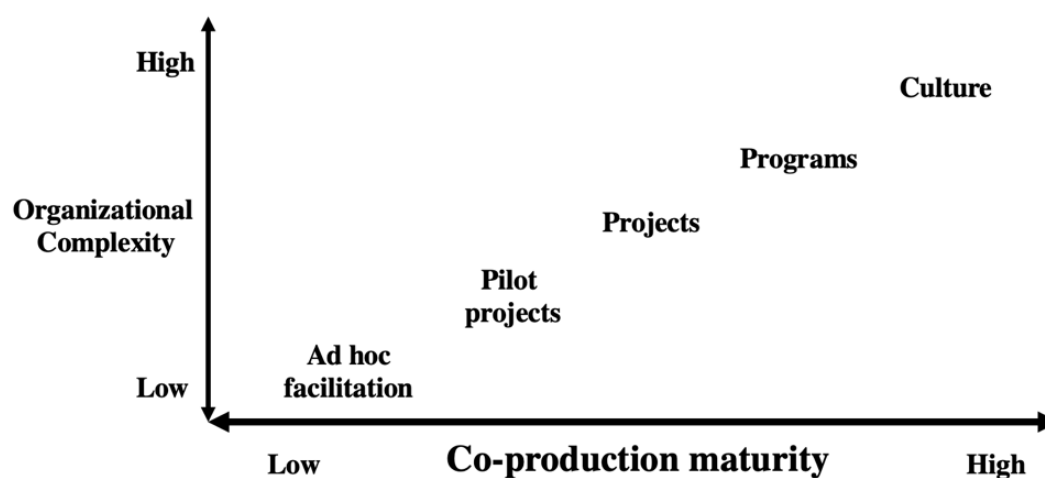 High
Culture
Programs
Organizational
Complexity
Projects
Pilot
projects
Ad hoc
facilitation
Low
Low
Co-production maturity
High